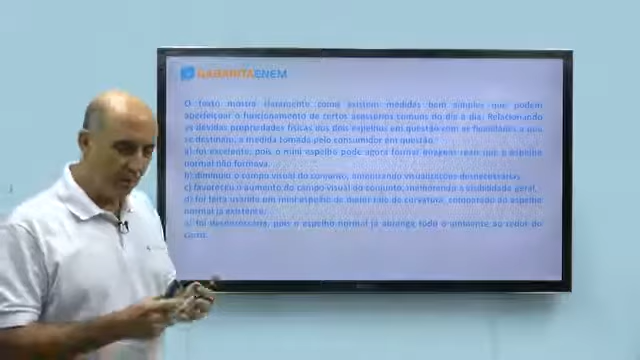 GABARITAENEM
O texto mostra claramente como existem medidas bem simples que podem
aperfeiçoar o funcionamento de certos acessórios comuns do dia a dia. Relacionando
as devidas propriedades físicas dos dois espelhos em questão com as finalidades a que
se destinam, a medida tomada pelo consumidor em questão:
a) foi excelente, pois o mini espelho pode agora formar imagens reais que o espelho
normal não formava.
b) diminuiu o campo visual do conjunto, amontoando visualizações desnecessárias.
c) favoreceu o aumento do campo visual do conjunto, melhorando a visibilidade geral.
d) foi feita usando um mini espelho de maior raio de curvatura, comparado ao espelho
normal já existente.
e) foi desnecessária, pois o espelho normal já abrange todo o ambiente ao redor do
carro.